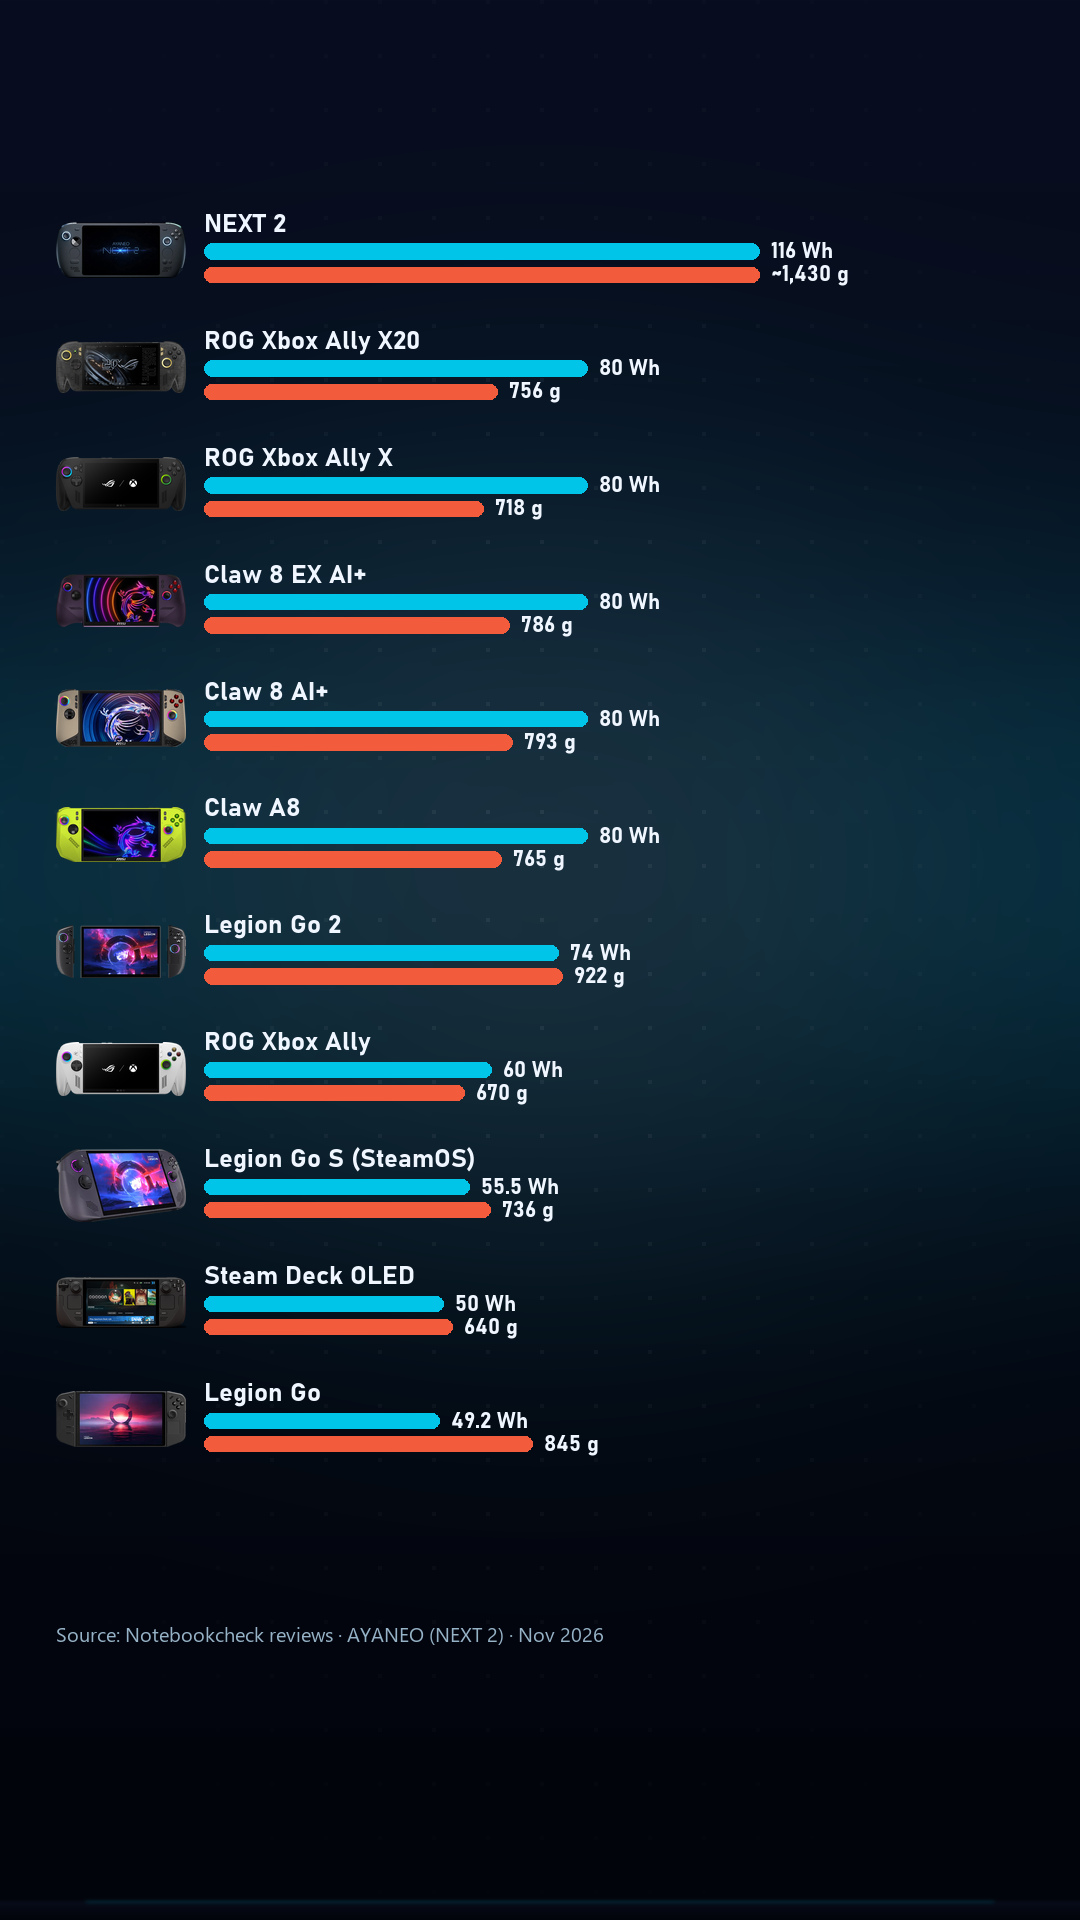 NEXT 2
116 Wh
~1,430 g
AYANEO
NEXT 2
ROG Xbox Ally X20
80 Wh
756 g
ROG Xbox Ally X
80 Wh
718 g
Claw 8 EX AI+
80 Wh
786 g
Claw 8 AI+
80 Wh
793 g
Claw A8
80 Wh
765 g
Legion Go 2
74 Wh
922 g
ROG Xbox Ally
60 Wh
670 g
Legion Go S (SteamOS)
55.5 Wh
736 g
Steam Deck OLED
50 Wh
640 g
Legion Go
49.2 Wh
845 g
Source: Notebookcheck reviews · AYANEO (NEXT 2) · Nov 2026